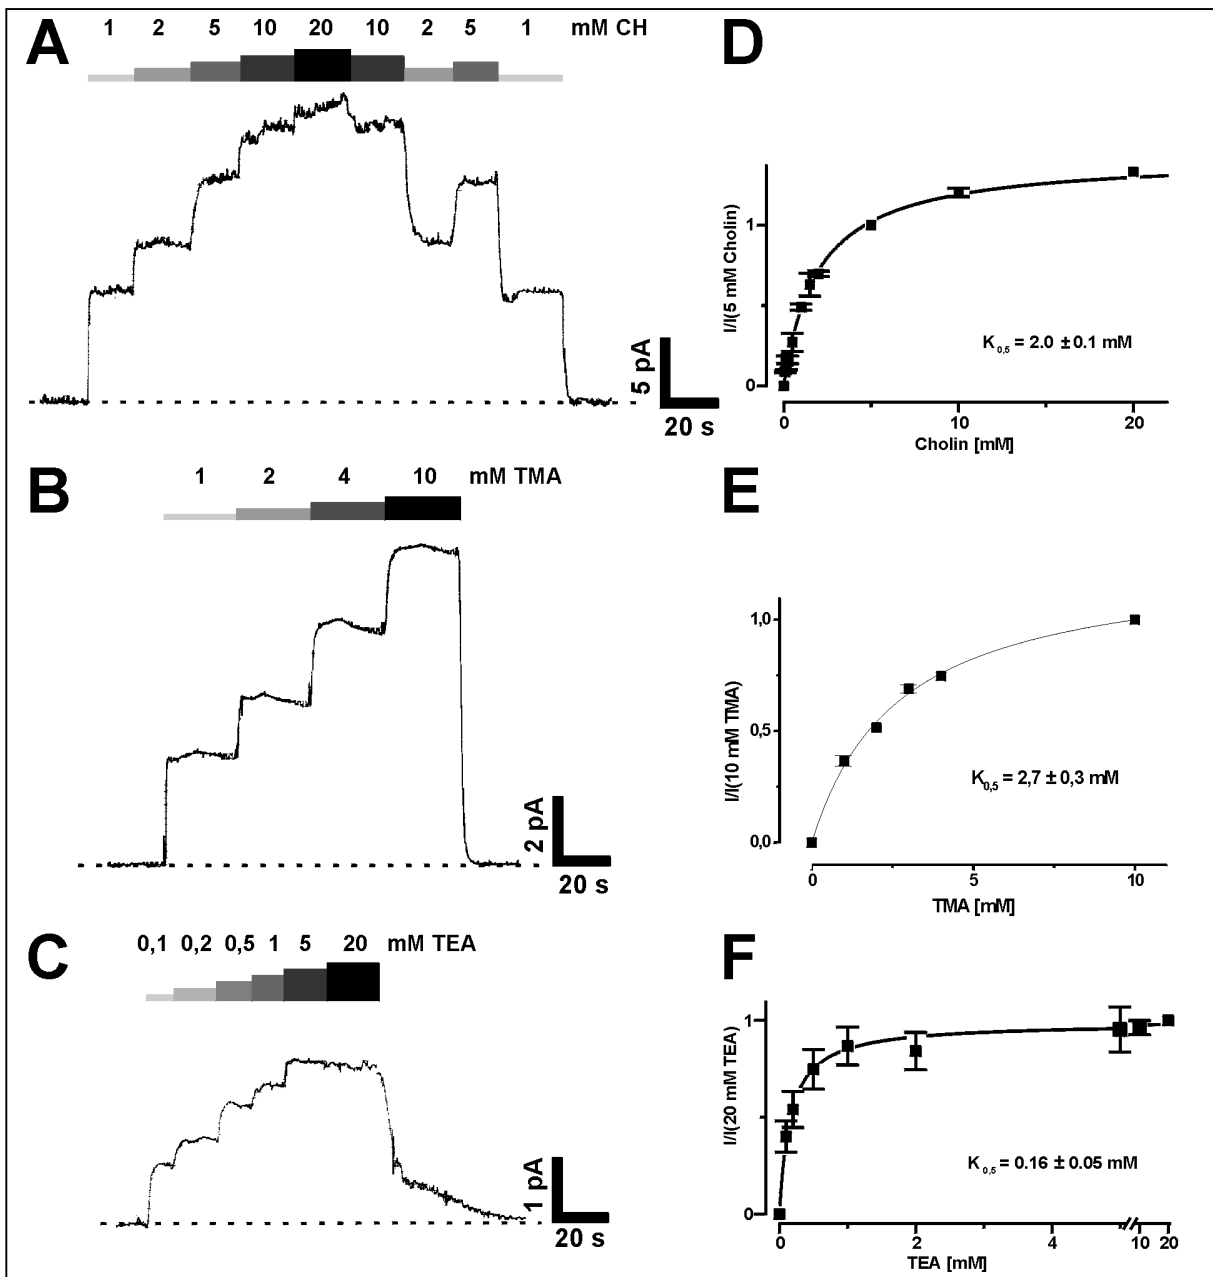 A
1 2 5 10 20 10 2 5 1 mM CH
5 pA
20 s
D
I/I(5 mM Cholin)
1
0
K0,5 = 2.0 ± 0.1 mM
0 10 20
Cholin [mM]
B
1 2 4 10 mM TMA
2 pA
20 s
E
I/I(10 mM TMA)
1,0
0,5
0,0
K0,5 = 2,7 ± 0,3 mM
0 5 10
TMA [mM]
C
0,1 0,2 0,5 1 5 20 mM TEA
1 pA
20 s
F
I/I(20 mM TEA)
1
0
K0,5 = 0.16 ± 0.05 mM
0 2 4 10 20
TEA [mM]